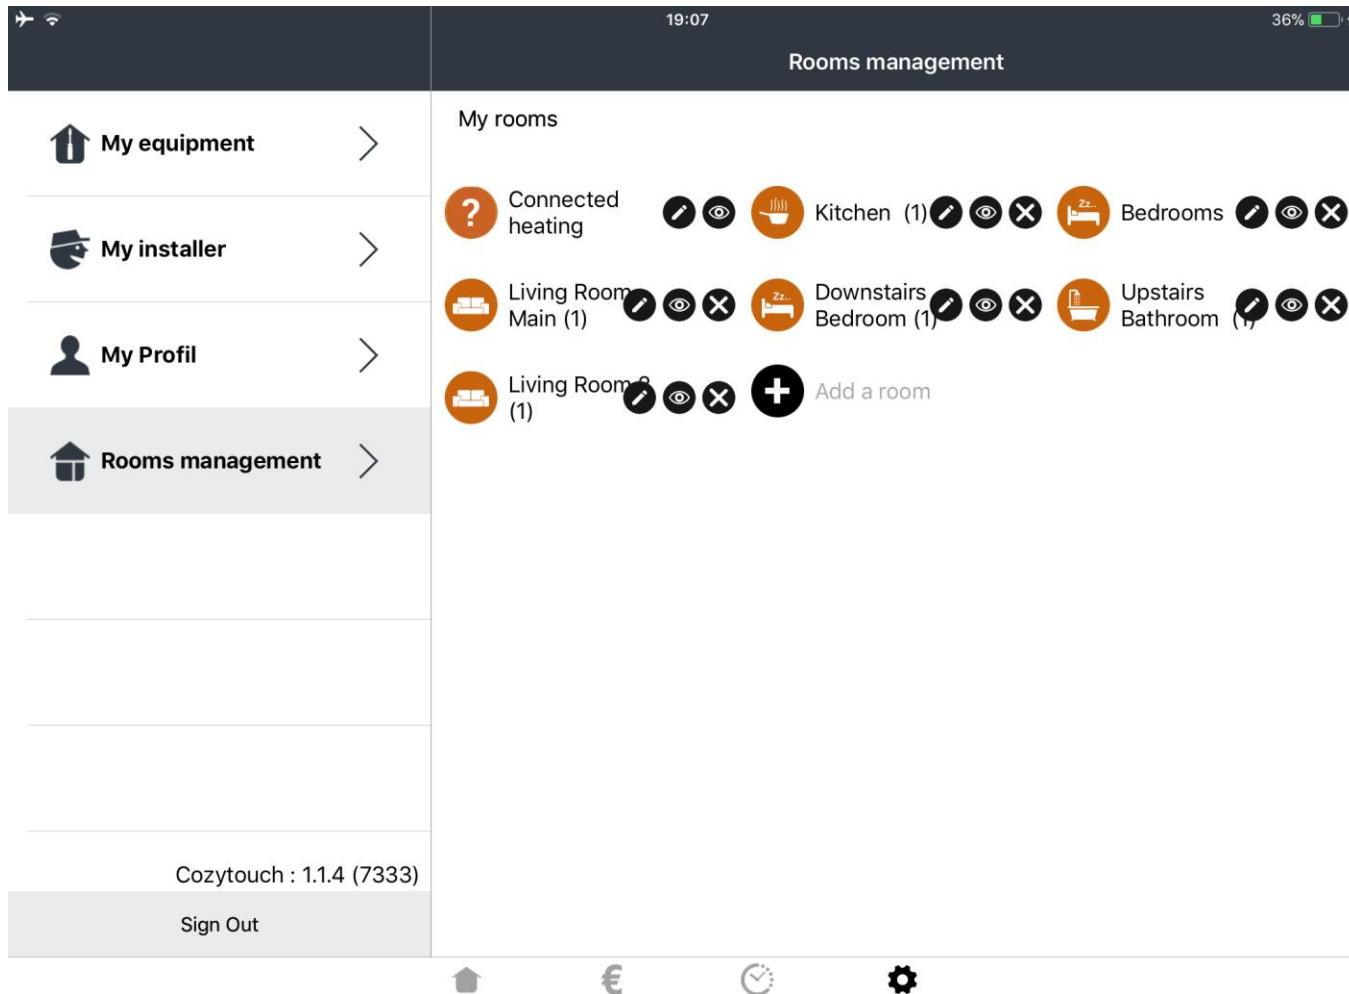 19:07
36%
Rooms management
My equipment
My installer
My Profil
Rooms management
Cozytouch : 1.1.4 (7333)
Sign Out
My rooms
?
Connected
heating
Kitchen (1)
Zz..
Bedrooms
Living Room
Main (1)
Zz..
Downstairs
Bedroom (1)
Upstairs
Bathroom
Living Room
(1)
Add a room
€